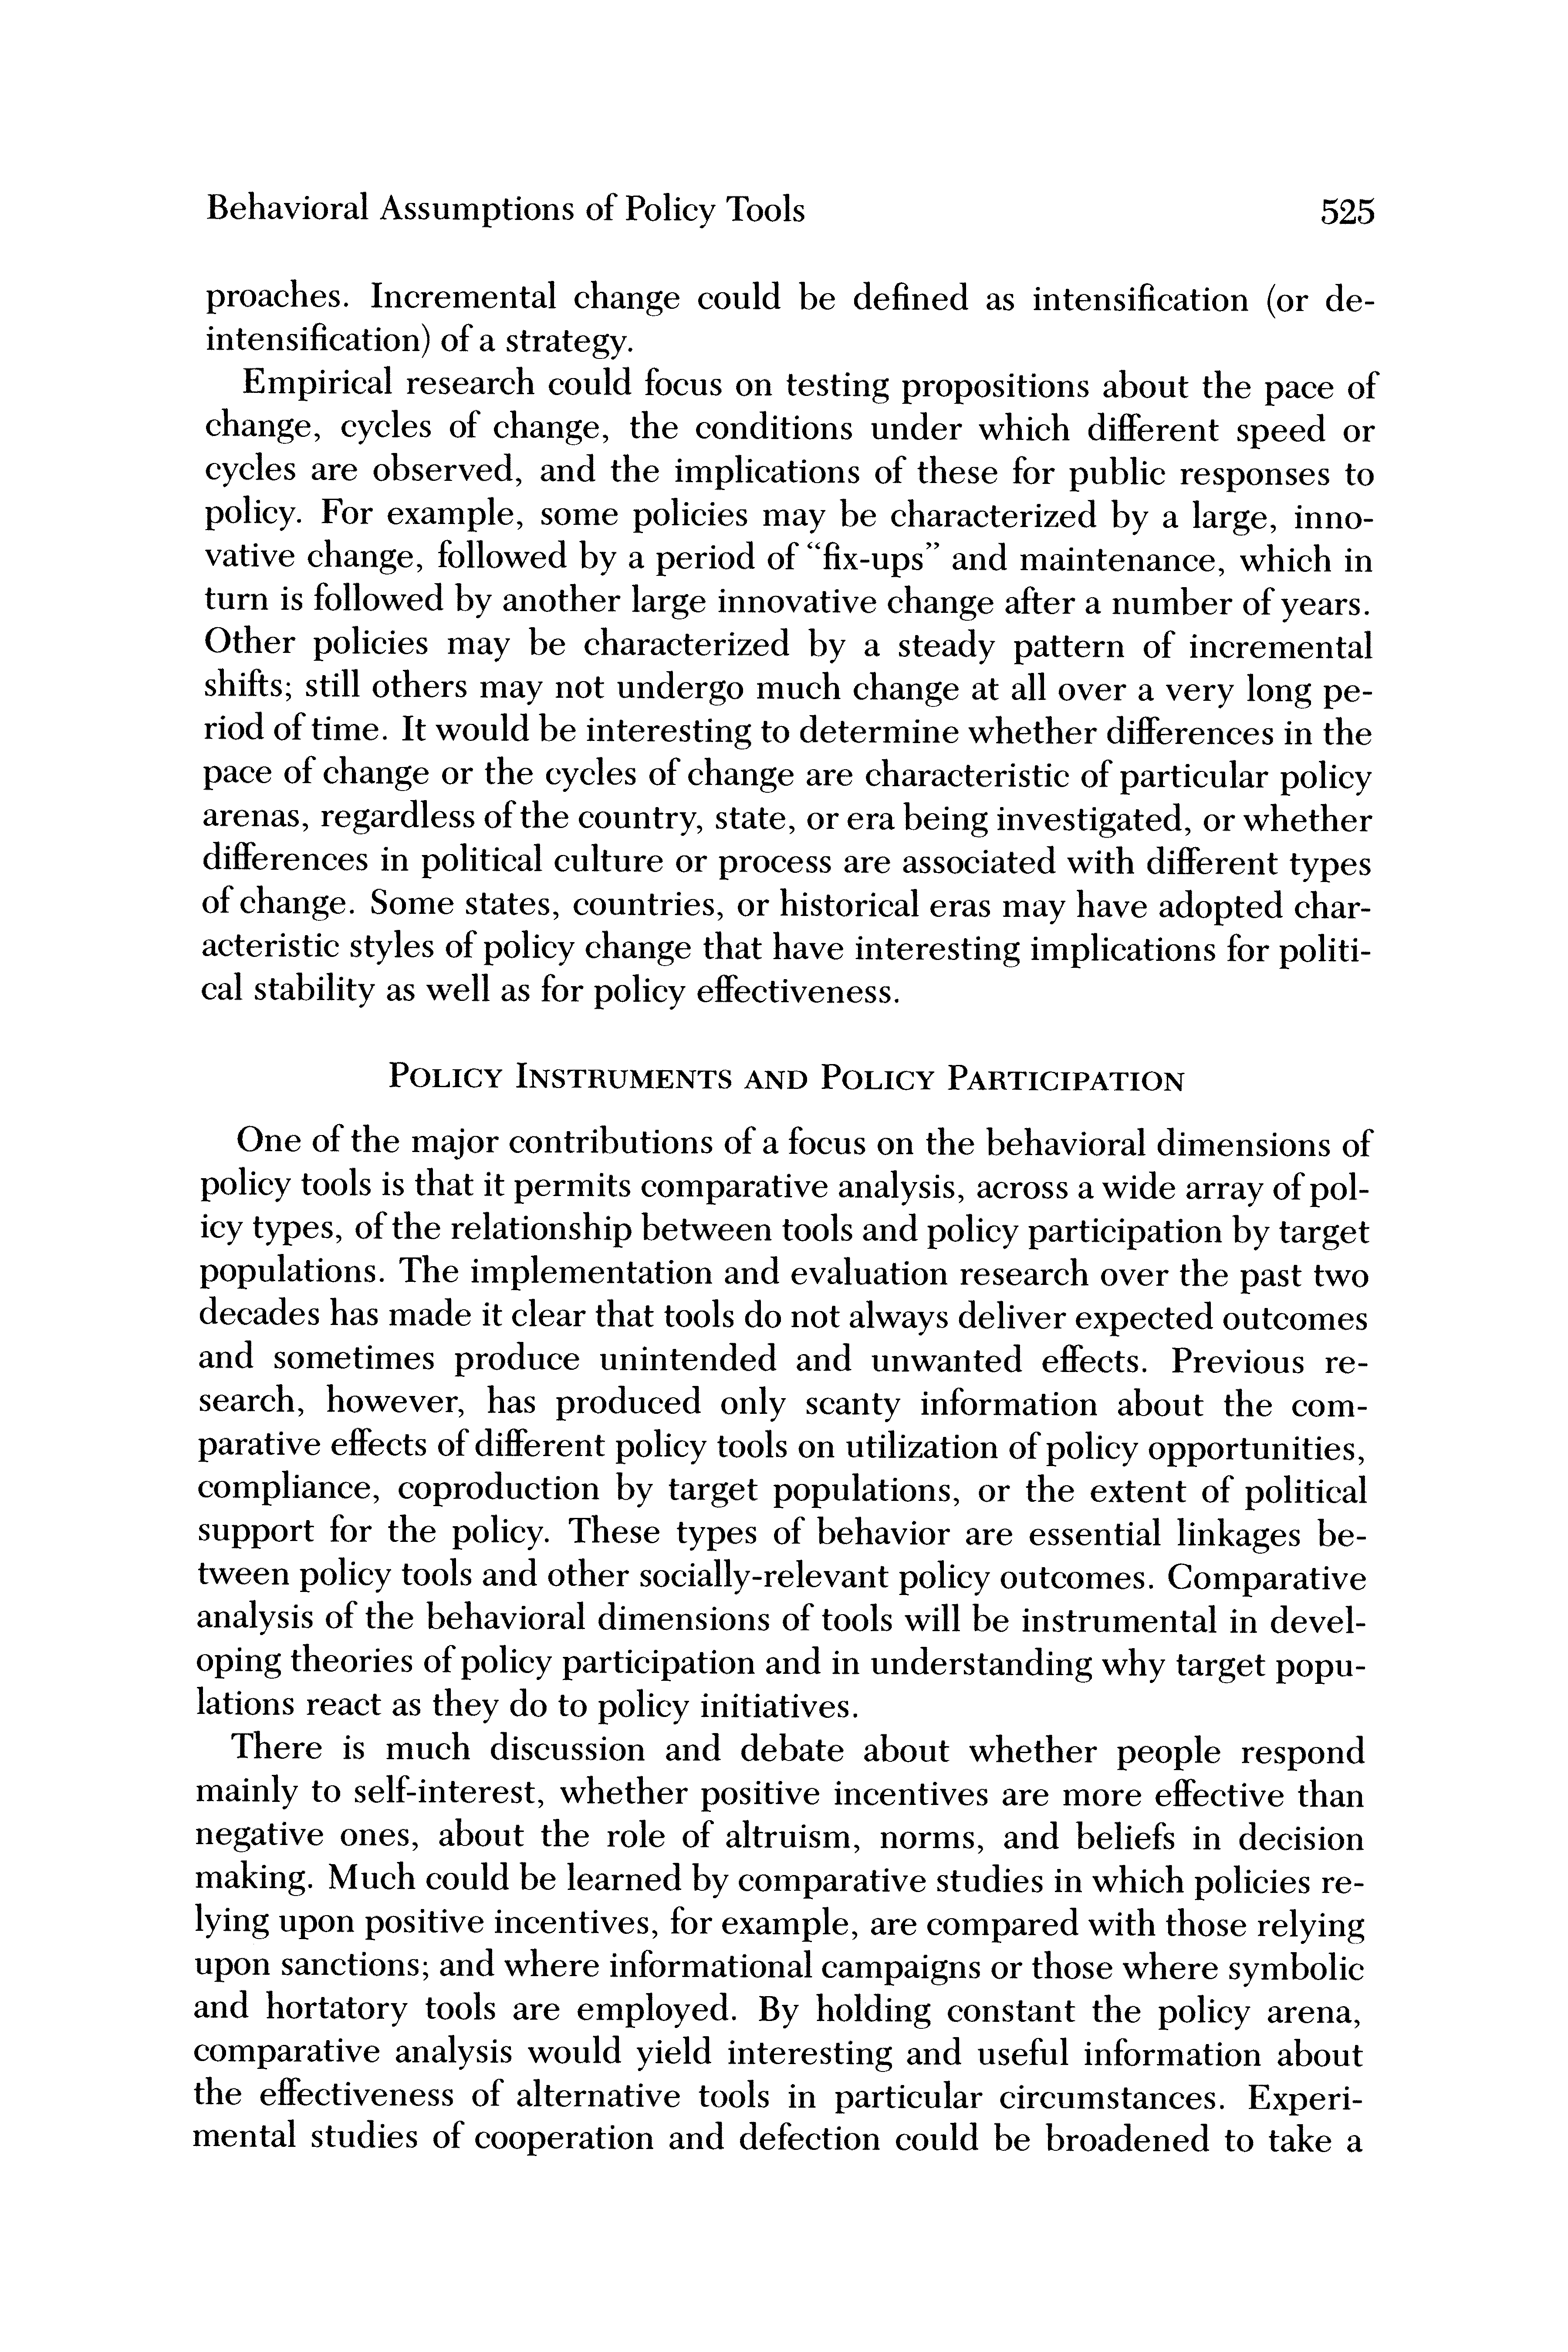 Behavioral Assumptions of Policy Tools 525
proaches. Incremental change could be defined as intensification (or de-
intensification) of a strategy.
Empirical research could focus on testing propositions about the pace of
change, cycles of change, the conditions under which different speed or
cycles are observed, and the implications of these for public responses to
policy. For example, some policies may be characterized by a large, inno-
vative change, followed by a period of “fix-ups” and maintenance, which in
turn is followed by another large innovative change after a number of years.
Other policies may be characterized by a steady pattern of incremental
shifts; still others may not undergo much change at all over a very long pe-
riod of time. It would be interesting to determine whether differences in the
pace of change or the cycles of change are characteristic of particular policy
arenas, regardless of the country, state, or era being investigated, or whether
differences in political culture or process are associated with different types
of change. Some states, countries, or historical eras may have adopted char-
acteristic styles of policy change that have interesting implications for politi-
cal stability as well as for policy effectiveness.
POLICY INSTRUMENTS AND POLICY PARTICIPATION
One of the major contributions of a focus on the behavioral dimensions of
policy tools is that it permits comparative analysis, across a wide array of pol-
icy types, of the relationship between tools and policy participation by target
populations. The implementation and evaluation research over the past two
decades has made it clear that tools do not always deliver expected outcomes
and sometimes produce unintended and unwanted effects. Previous re-
search, however, has produced only scanty information about the com-
parative effects of different policy tools on utilization of policy opportunities,
compliance, coproduction by target populations, or the extent of political
support for the policy. These types of behavior are essential linkages be-
tween policy tools and other socially-relevant policy outcomes. Comparative
analysis of the behavioral dimensions of tools will be instrumental in devel-
oping theories of policy participation and in understanding why target popu-
lations react as they do to policy initiatives.
There is much discussion and debate about whether people respond
mainly to self-interest, whether positive incentives are more effective than
negative ones, about the role of altruism, norms, and beliefs in decision
making. Much could be learned by comparative studies in which policies re-
lying upon positive incentives, for example, are compared with those relying
upon sanctions; and where informational campaigns or those where symbolic
and hortatory tools are employed. By holding constant the policy arena,
comparative analysis would yield interesting and useful information about
the effectiveness of alternative tools in particular circumstances. Experi-
mental studies of cooperation and defection could be broadened to take a